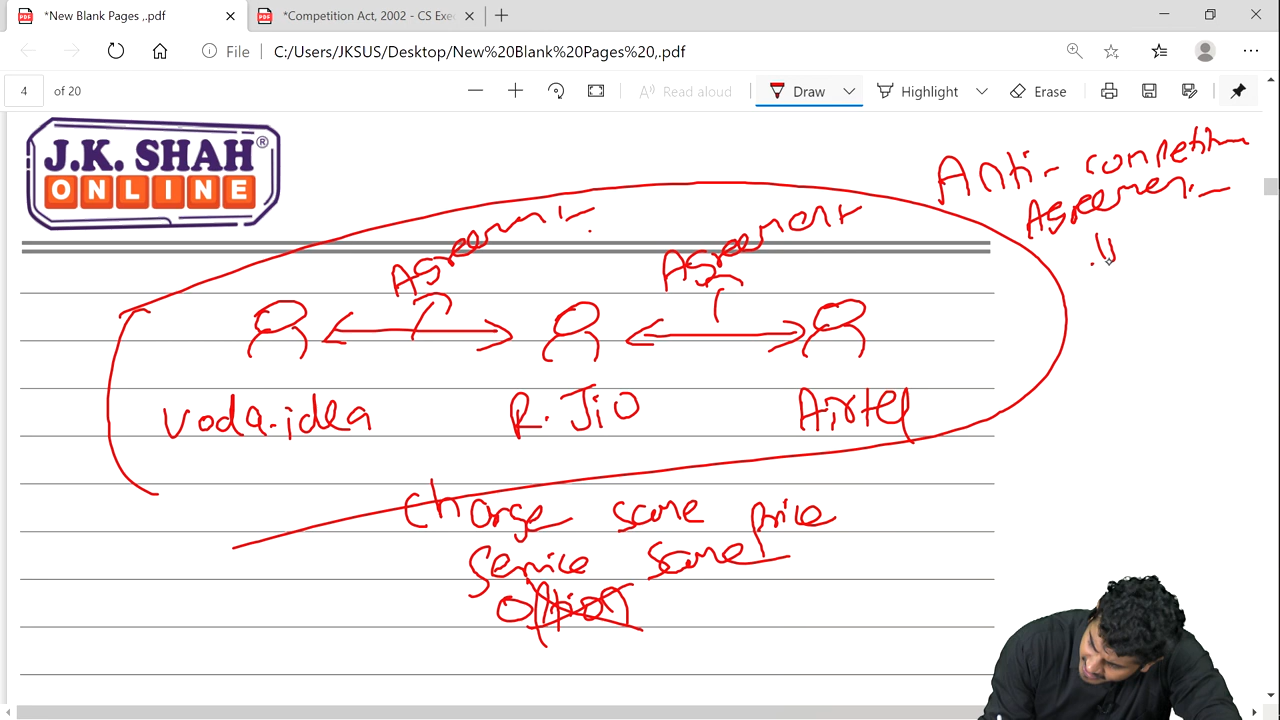 *New Blank Pages ,.pdf
*Competition Act, 2002 - CS Exec
File C:/Users/JKSUS/Desktop/New%20Blank%20Pages%20,.pdf
4 of 20 Read aloud Draw Highlight Erase
J.K. SHAH®
ONLINE
Anti- competitive
Agreement
Agreement
Agreement
Voda-idea R. Jio Airtel
Charge same price
Service same
option